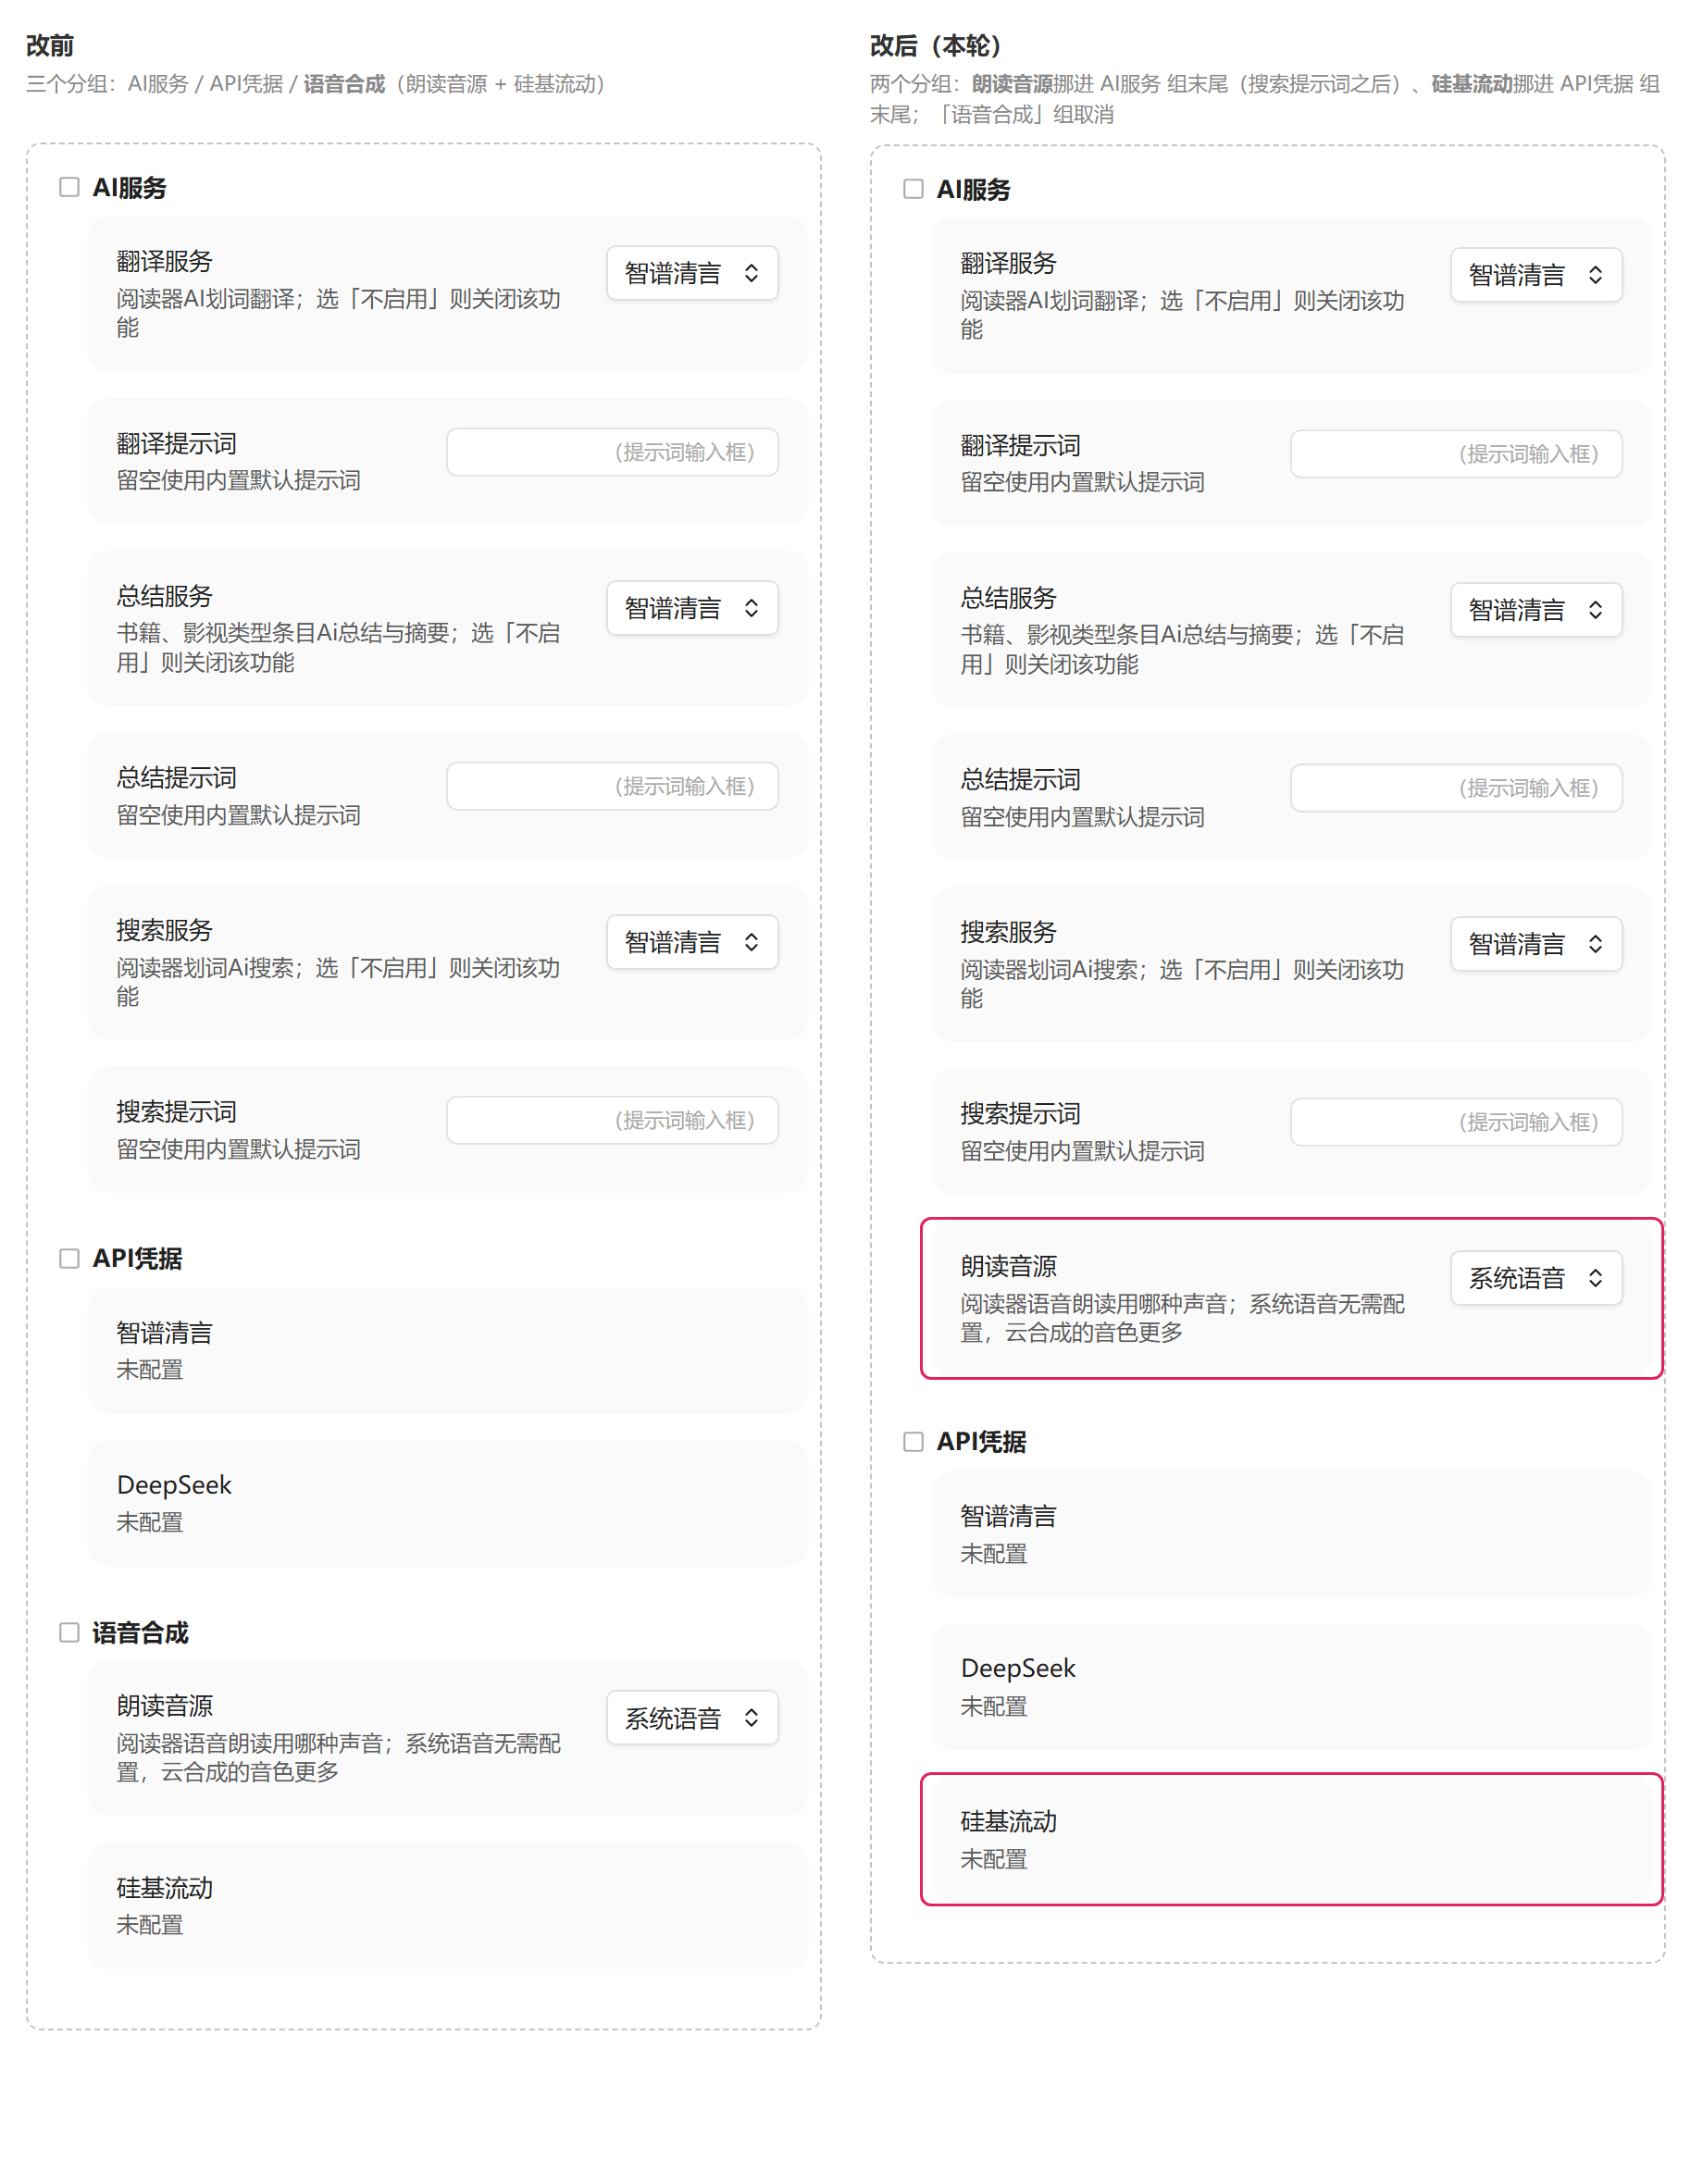 改前
三个分组：AI服务 / API凭据 / 语音合成（朗读音源 + 硅基流动）
AI服务
翻译服务
智谱清言
阅读器AI划词翻译；选「不启用」则关闭该功
能
翻译提示词
（提示词输入框）
留空使用内置默认提示词
总结服务
智谱清言
书籍、影视类型条目Ai总结与摘要；选「不启
用」则关闭该功能
总结提示词
（提示词输入框）
留空使用内置默认提示词
搜索服务
智谱清言
阅读器划词Ai搜索；选「不启用」则关闭该功
能
搜索提示词
（提示词输入框）
留空使用内置默认提示词
API凭据
智谱清言
未配置
DeepSeek
未配置
语音合成
朗读音源
系统语音
阅读器语音朗读用哪种声音；系统语音无需配
置，云合成的音色更多
硅基流动
未配置
改后（本轮）
两个分组：朗读音源挪进 AI服务 组末尾（搜索提示词之后）、硅基流动挪进 API凭据 组
末尾；「语音合成」组取消
AI服务
翻译服务
智谱清言
阅读器AI划词翻译；选「不启用」则关闭该功
能
翻译提示词
（提示词输入框）
留空使用内置默认提示词
总结服务
智谱清言
书籍、影视类型条目Ai总结与摘要；选「不启
用」则关闭该功能
总结提示词
（提示词输入框）
留空使用内置默认提示词
搜索服务
智谱清言
阅读器划词Ai搜索；选「不启用」则关闭该功
能
搜索提示词
（提示词输入框）
留空使用内置默认提示词
朗读音源
系统语音
阅读器语音朗读用哪种声音；系统语音无需配
置，云合成的音色更多
API凭据
智谱清言
未配置
DeepSeek
未配置
硅基流动
未配置